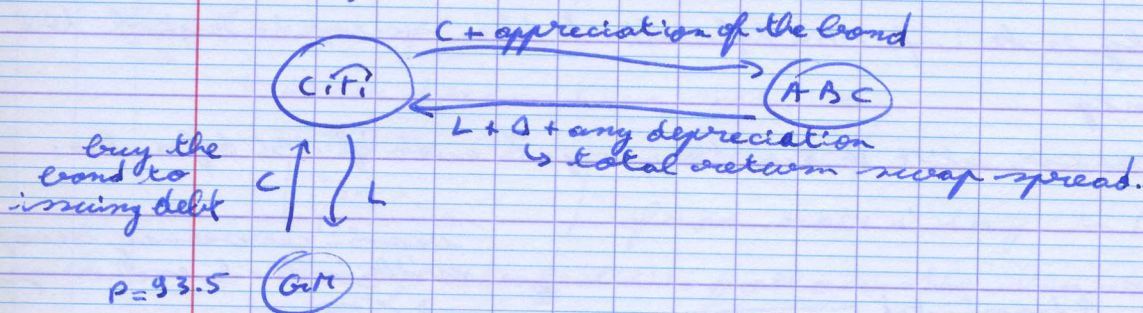 C + appreciation of the bond
Citi
ABC
L + Δ + any depreciation
↳ total return swap spread.
buy the
bond to
issuing debt
C
L
P=93.5
GM